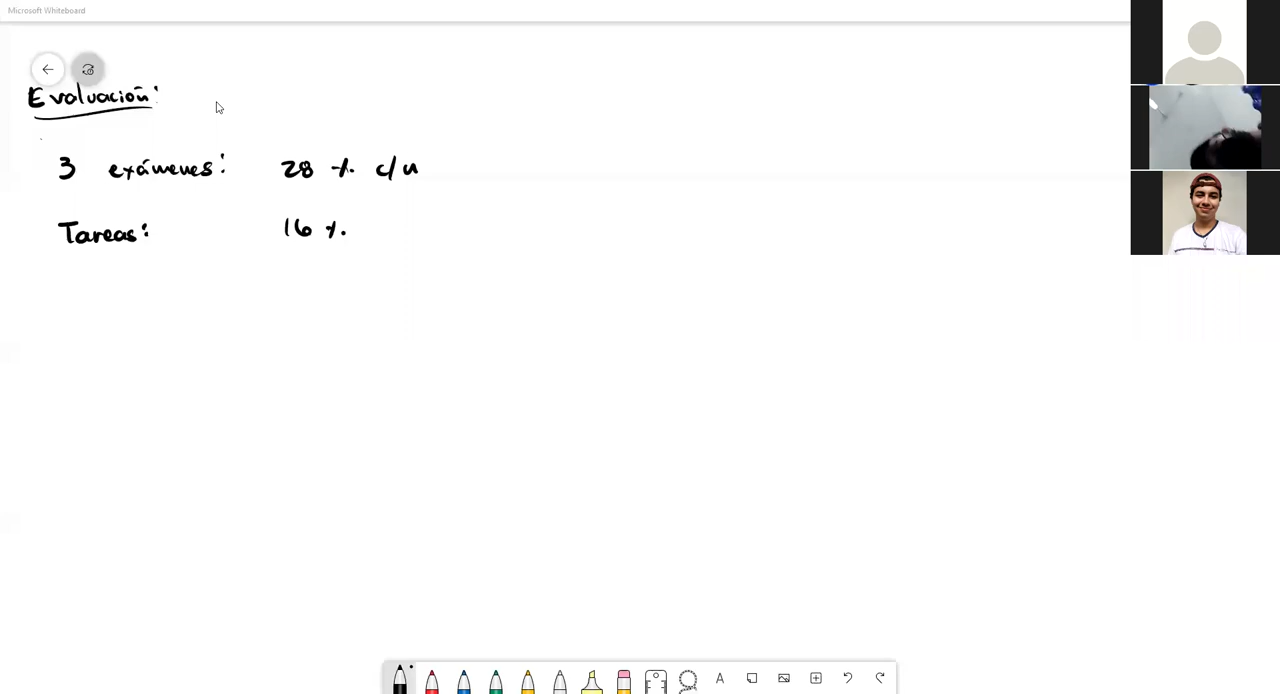 Microsoft Whiteboard
Evaluación:
3 exámenes: 28 % c/u
Tareas: 16 %
A